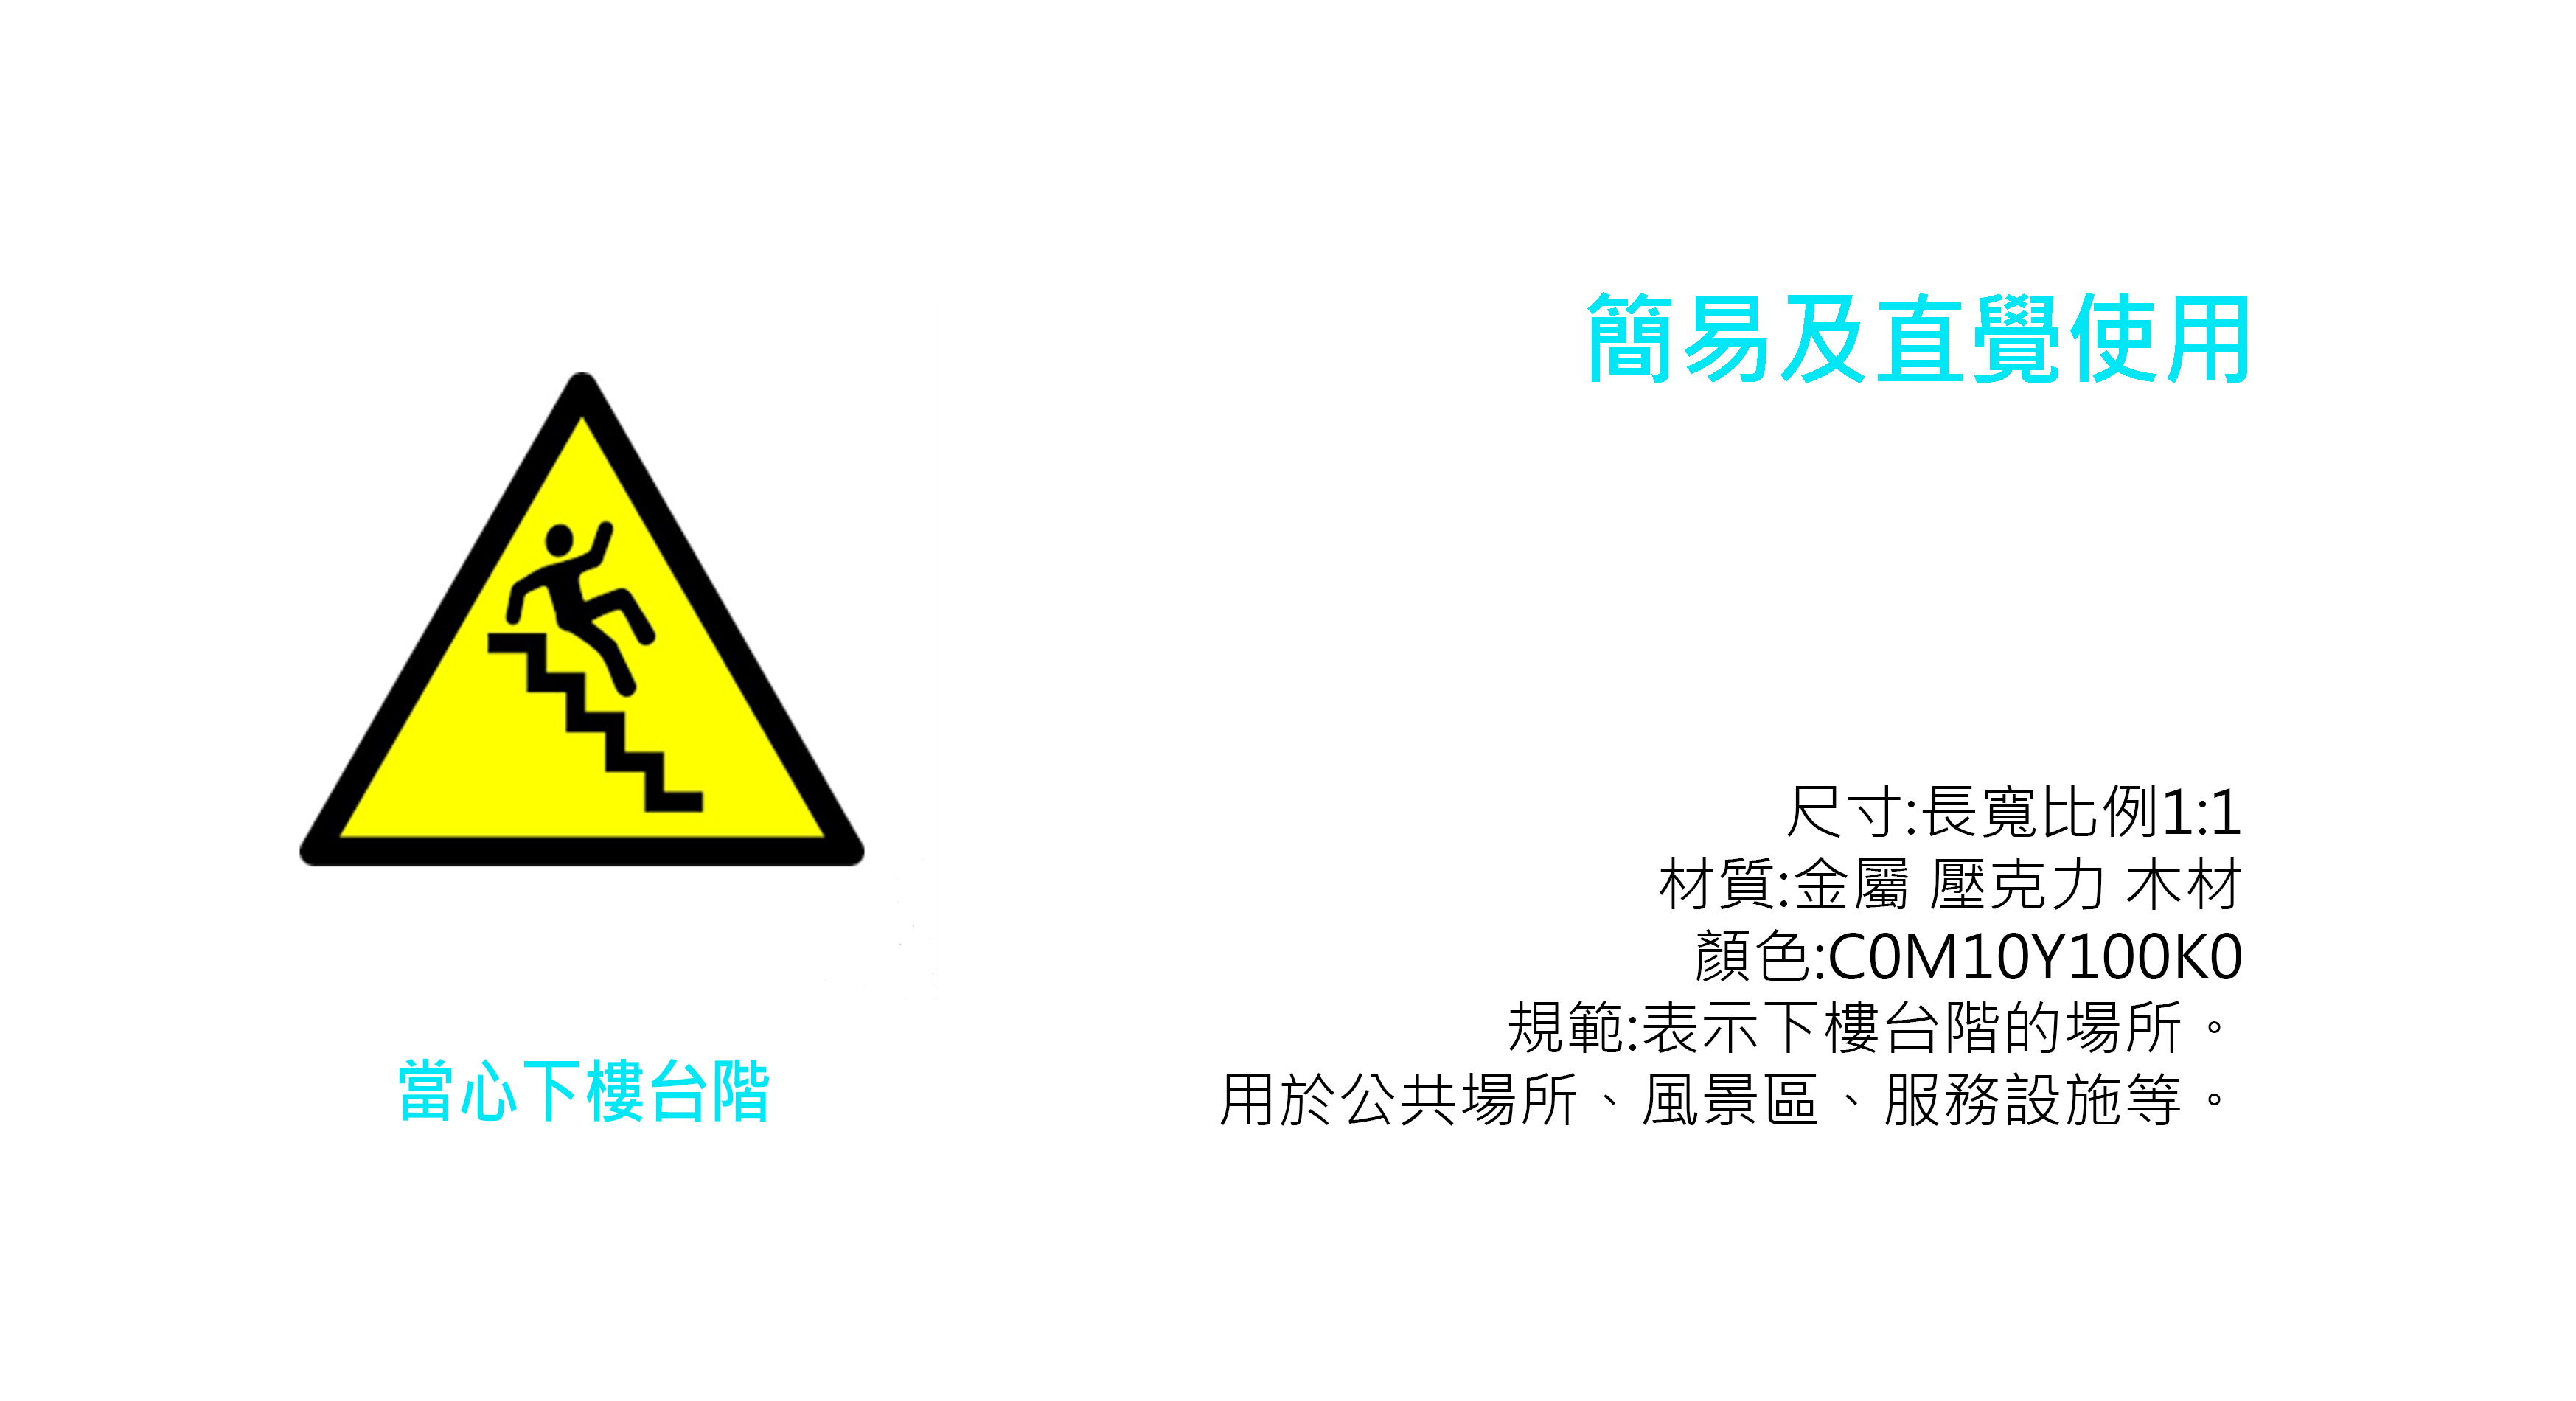 簡易及直覺使用
當心下樓台階
尺寸:長寬比例1:1
材質:金屬 壓克力 木材
顏色:C0M10Y100K0
規範:表示下樓台階的場所。
用於公共場所、風景區、服務設施等。